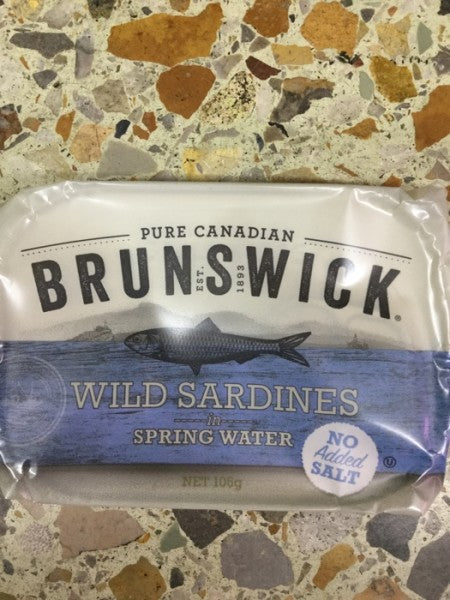 PURE CANADIAN
BRUNSWICK®
EST. 1893
WILD SARDINES
in
SPRING WATER
NO
Added
SALT
U
NET 106g